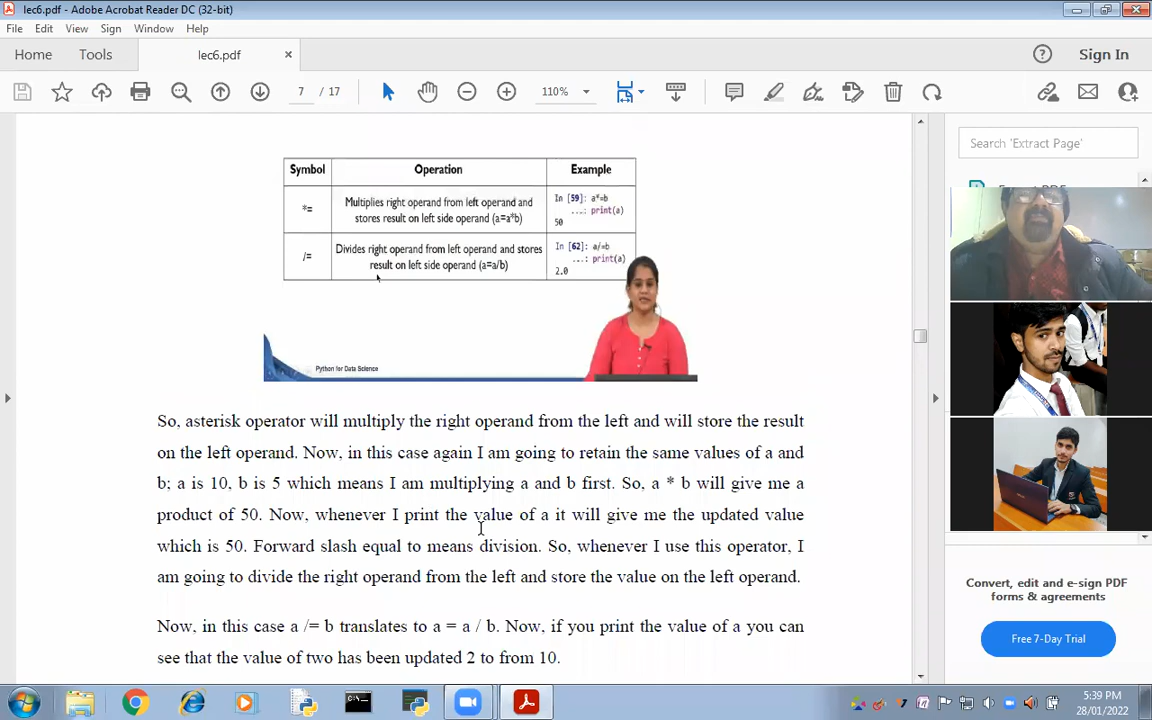 lec6.pdf - Adobe Acrobat Reader DC (32-bit)
File Edit View Sign Window Help
Home Tools lec6.pdf × ? Sign In
7 / 17 110%
Search 'Extract Page'
Symbol Operation Example
*= Multiplies right operand from left operand and stores result on left side operand (a=a*b)
In [59]: a*=b
...: print(a)
50
/= Divides right operand from left operand and stores result on left side operand (a=a/b)
In [62]: a/=b
...: print(a)
2.0
Python for Data Science
So, asterisk operator will multiply the right operand from the left and will store the result
on the left operand. Now, in this case again I am going to retain the same values of a and
b; a is 10, b is 5 which means I am multiplying a and b first. So, a * b will give me a
product of 50. Now, whenever I print the value of a it will give me the updated value
which is 50. Forward slash equal to means division. So, whenever I use this operator, I
am going to divide the right operand from the left and store the value on the left operand.
Now, in this case a /= b translates to a = a / b. Now, if you print the value of a you can
see that the value of two has been updated 2 to from 10.
Convert, edit and e-sign PDF
forms & agreements
Free 7-Day Trial
5:39 PM
28/01/2022